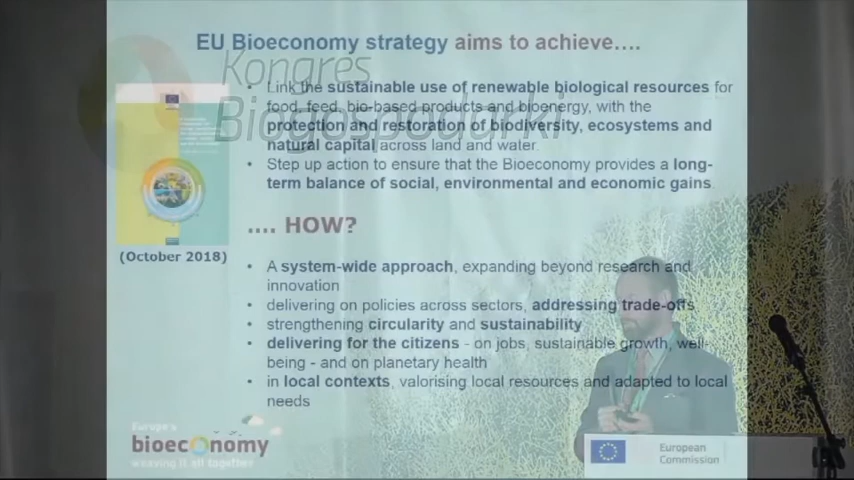 EU Bioeconomy strategy aims to achieve….
Kongres
Biogospodarki
• Link the sustainable use of renewable biological resources for
food, feed, bio-based products and bioenergy, with the
protection and restoration of biodiversity, ecosystems and
natural capital across land and water.
• Step up action to ensure that the Bioeconomy provides a long-
term balance of social, environmental and economic gains.
…. HOW?
(October 2018)
• A system-wide approach, expanding beyond research and
innovation
• delivering on policies across sectors, addressing trade-offs
• strengthening circularity and sustainability
• delivering for the citizens - on jobs, sustainable growth, well-
being - and on planetary health
• in local contexts, valorising local resources and adapted to local
needs
Europe's
bioeconomy
weaving it all together
European
Commission